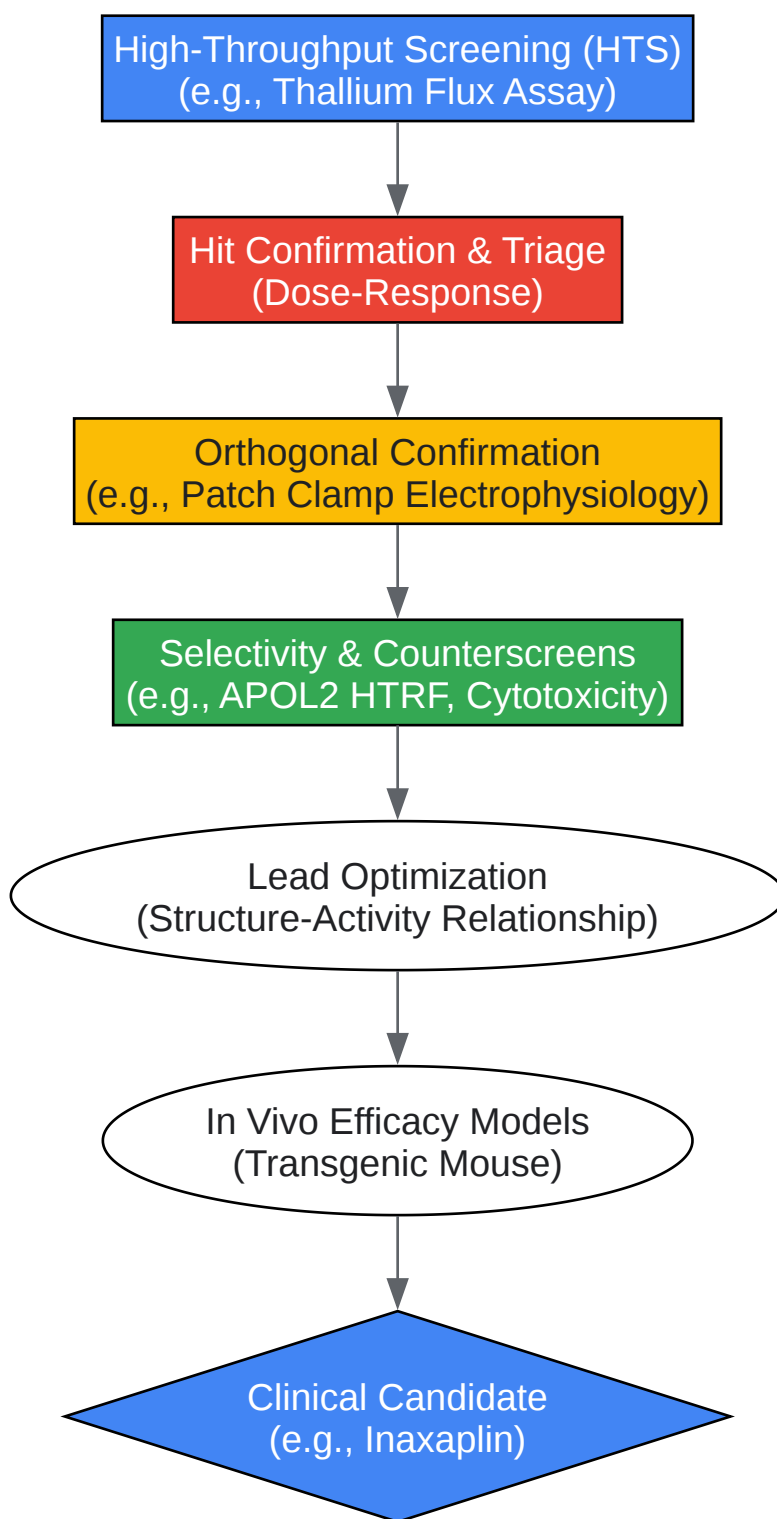 High-Throughput Screening (HTS)
(e.g., Thallium Flux Assay)
Hit Confirmation & Triage
(Dose-Response)
Orthogonal Confirmation
(e.g., Patch Clamp Electrophysiology)
Selectivity & Counterscreens
(e.g., APOL2 HTRF, Cytotoxicity)
Lead Optimization
(Structure-Activity Relationship)
In Vivo Efficacy Models
(Transgenic Mouse)
Clinical Candidate
(e.g., Inaxaplin)